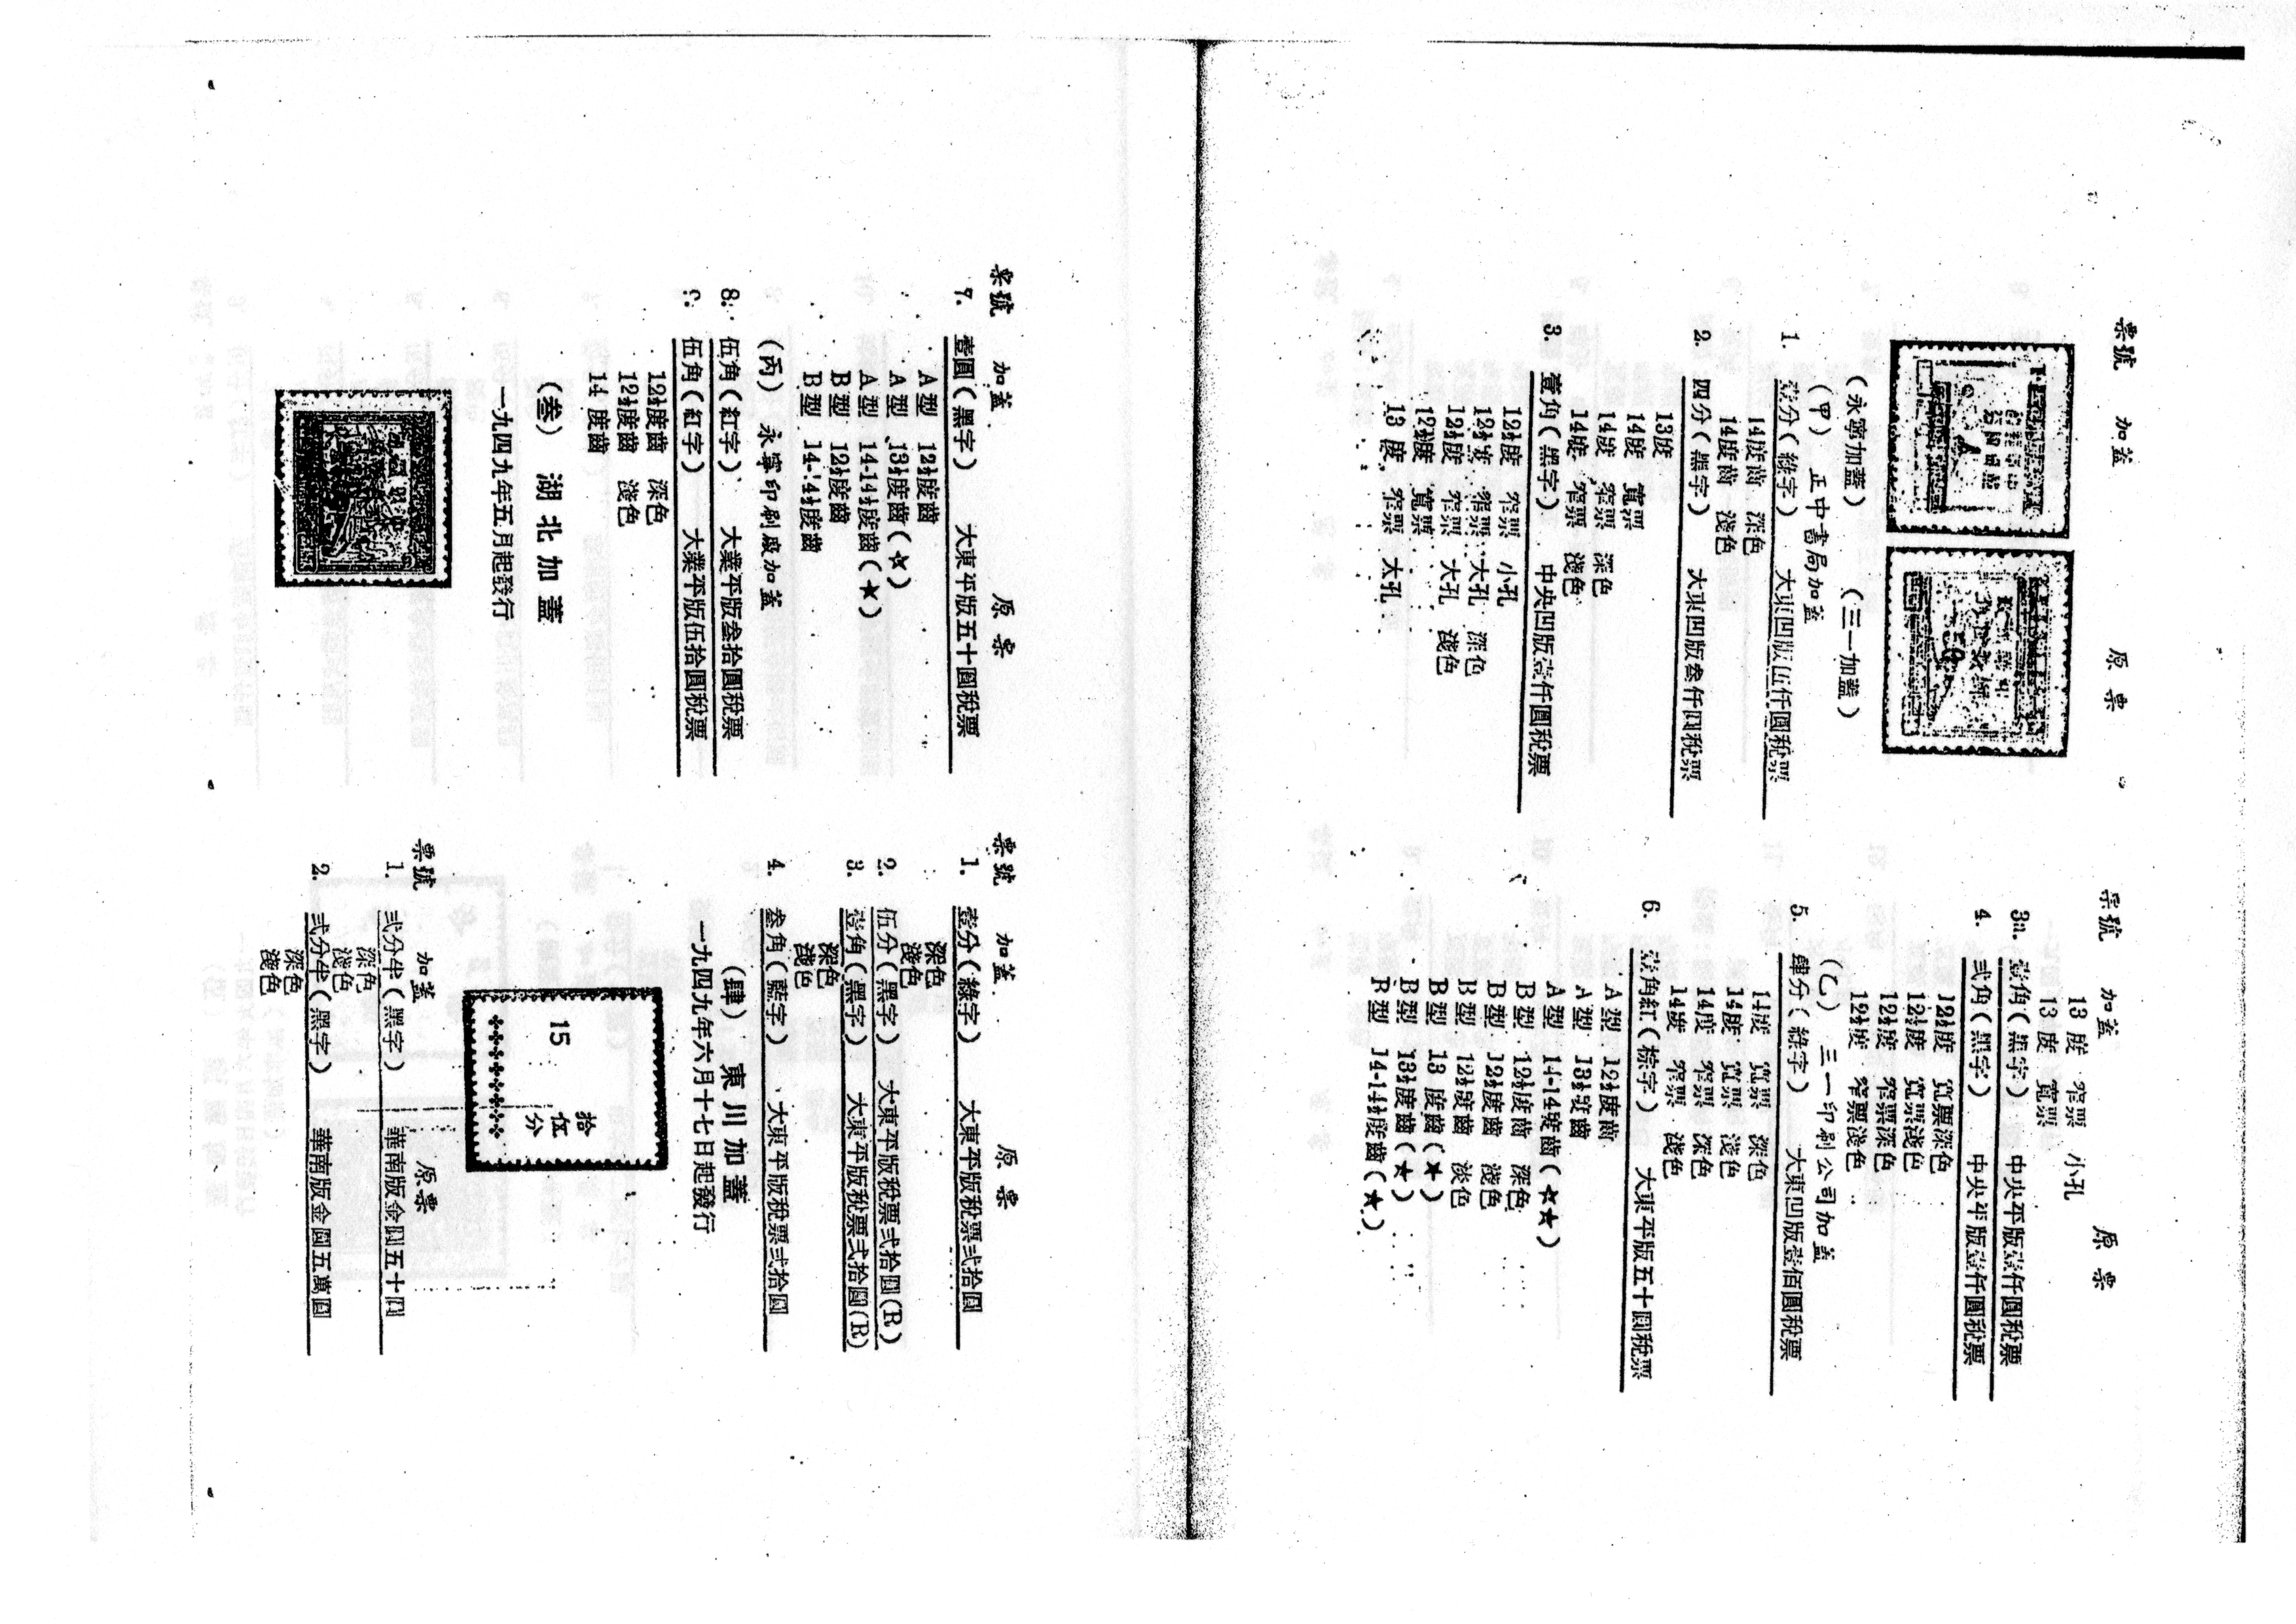 票號 加蓋 原票
(永寧加蓋) (三一加蓋)
(甲) 正中書局加蓋
1. 壹分(綠字) 大東凹版伍仟圓稅票
14度齒 深色
14度齒 淺色
2. 四分(黑字) 大東凹版叁仟圓稅票
13度
14度 寬票
14度 窄票 深色
14度 窄票 淺色
3. 壹角(黑字) 中央凹版壹仟圓稅票
12½度 窄票 小孔
12½度 窄票 大孔 深色
12½度 窄票 大孔 淺色
12½度 寬票
13 度 窄票 大孔
票號 加蓋 原票
13 度 窄票 小孔
13 度 寬票
3a. 壹角(黑字) 中央平版壹仟圓稅票
4. 弍角(黑字) 中央平版壹仟圓稅票
12½度 寬票深色
12½度 寬票淺色
12½度 窄票深色
12½度 窄票淺色
(乙) 三一印刷公司加蓋
5. 肆分(綠字) 大東凹版壹佰圓稅票
14度 寬票 深色
14度 寬票 淺色
14度 窄票 深色
14度 窄票 淺色
6. 壹角紅(棕字) 大東平版五十圓稅票
A型 12½度齒
A型 13½度齒
A型 14-14½度齒(★★)
B型 12½度齒 深色
B型 12½度齒 淺色
B型 12½度齒 淡色
B型 13 度齒(★)
B型 13½度齒(★)
B型 14-14½度齒(★)
票號 加蓋 原票
7. 壹圓(黑字) 大東平版五十圓稅票
A型 12½度齒
A型 13½度齒(☆)
A型 14-14½度齒(★)
B型 12½度齒
B型 14-14½度齒
(丙) 永寧印刷廠加蓋
8. 伍角(紅字) 大業平版叁拾圓稅票
9. 伍角(紅字) 大業平版伍拾圓稅票
12½度齒 深色
12½度齒 淺色
14 度齒
(叁) 湖北加蓋
一九四九年五月起發行
票號 加蓋 原票
1. 壹分(綠字) 大東平版稅票弍拾圓
深色
淺色
2. 伍分(黑字) 大東平版稅票弍拾圓(R)
3. 壹角(黑字) 大東平版稅票弍拾圓(R)
深色
淺色
4. 叁角(藍字) 大東平版稅票弍拾圓
(肆) 東川加蓋
一九四九年六月十七日起發行
15 拾
伍
分
票號 加蓋 原票
1. 弍分半(黑字) 華南版金圓五十圓
深色
淺色
2. 弍分半(黑字) 華南版金圓五萬圓
深色
淺色